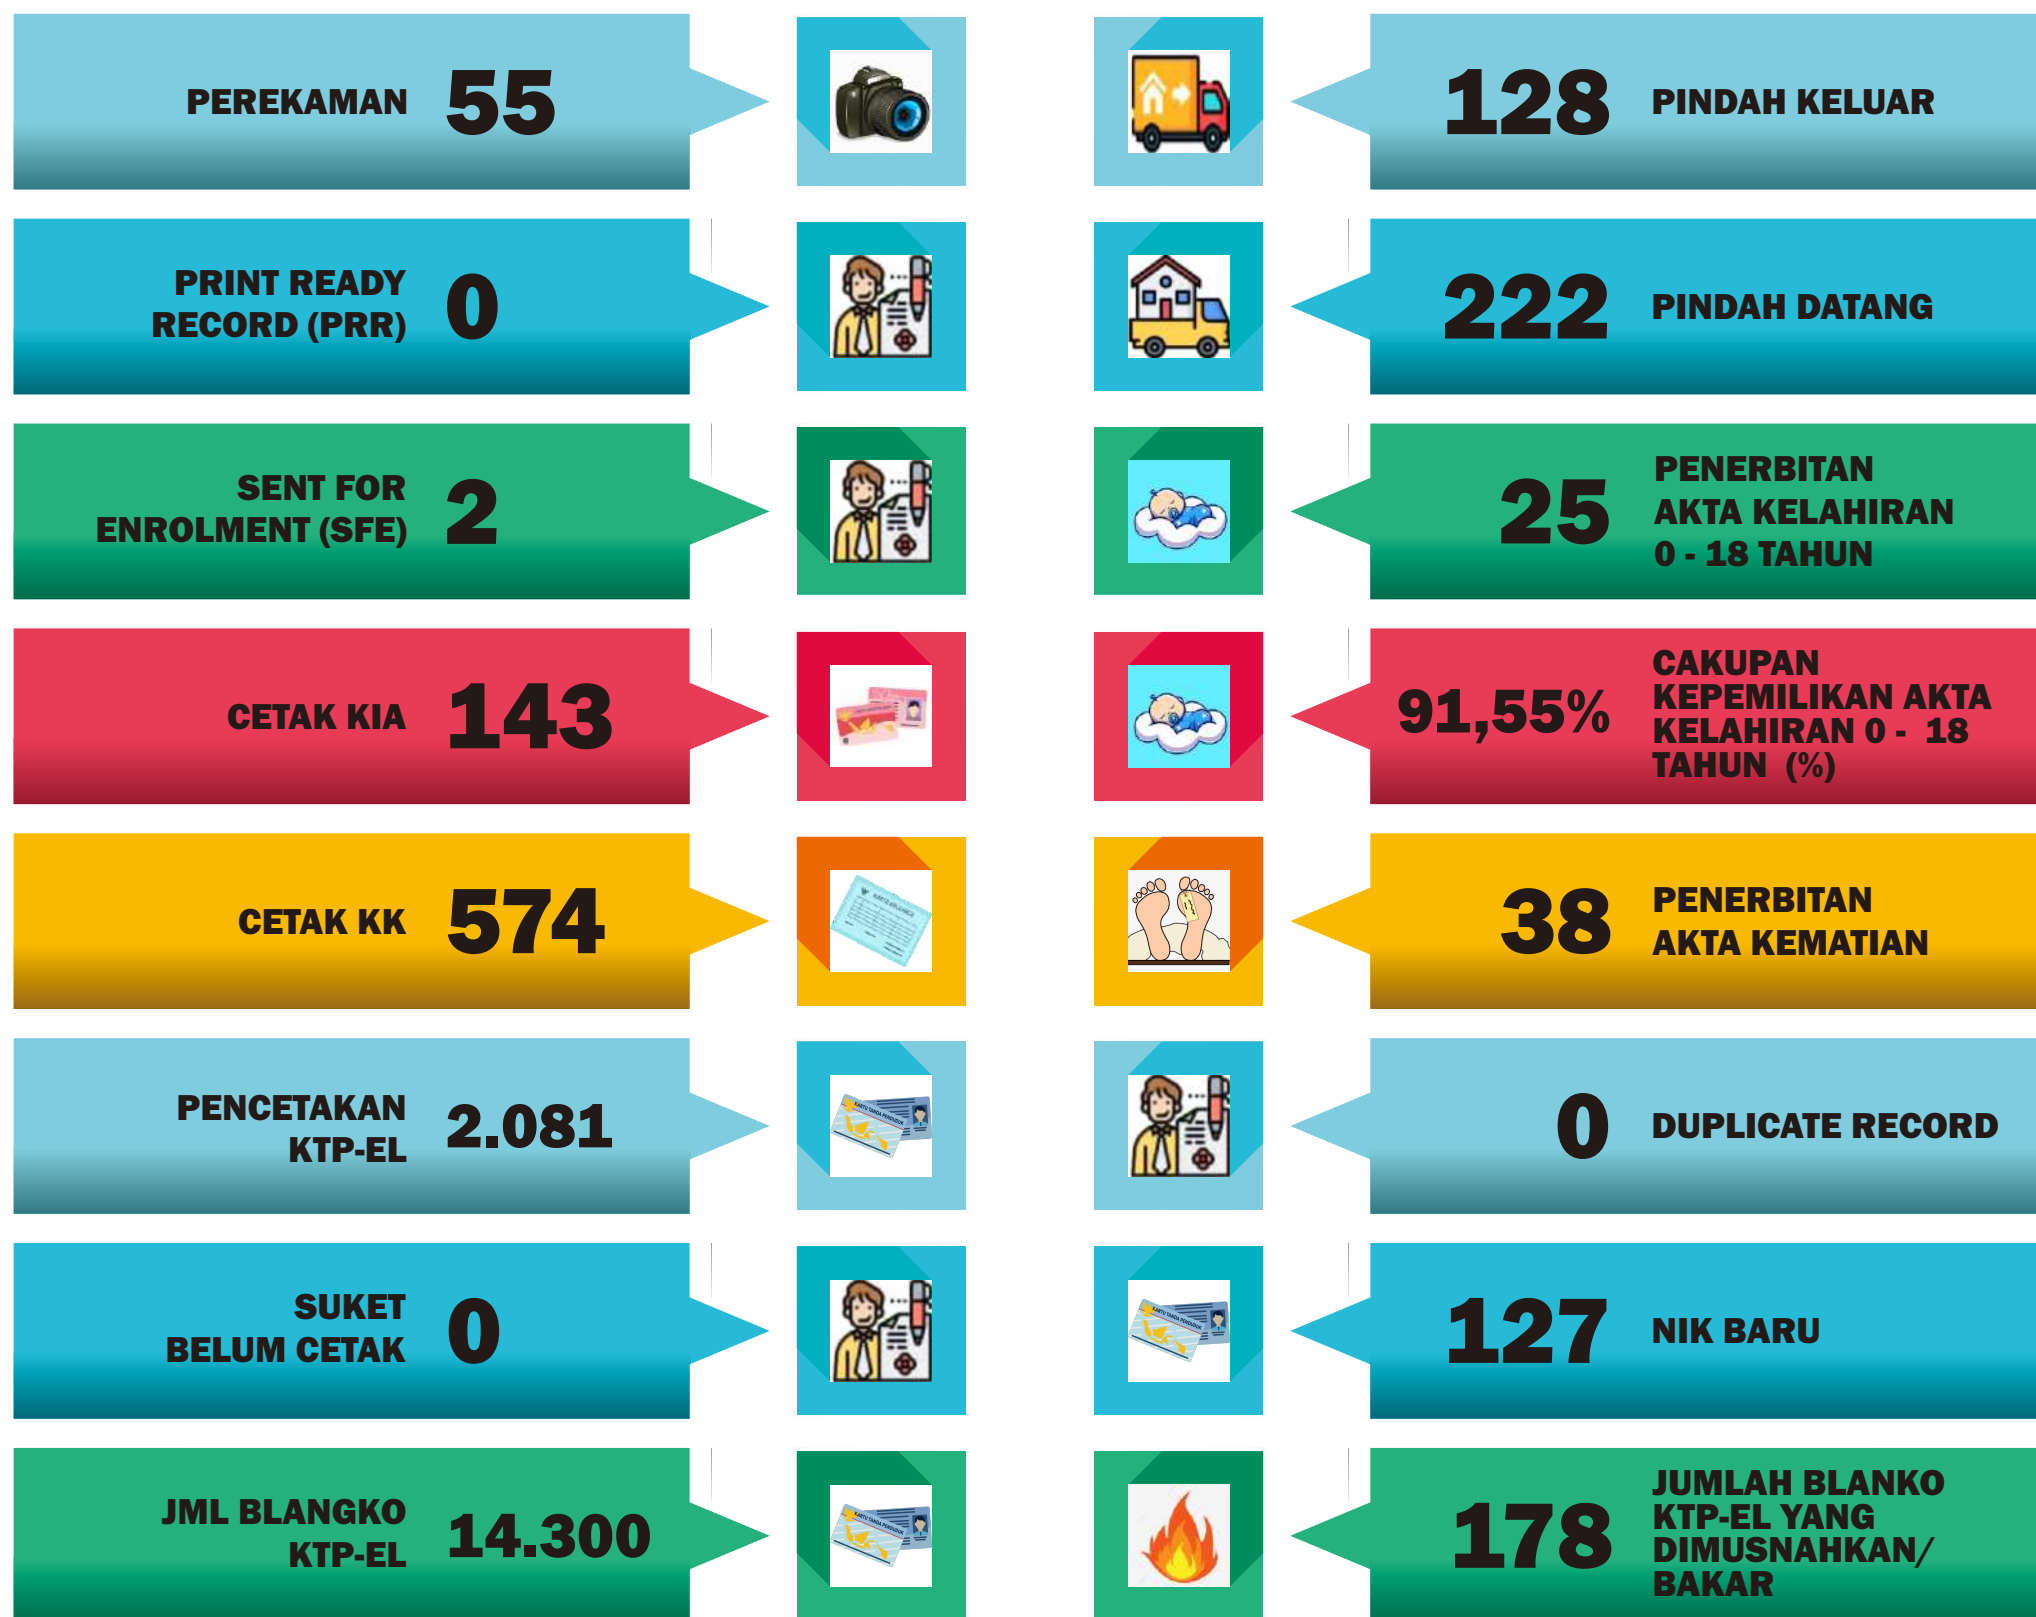 PEREKAMAN 55
128 PINDAH KELUAR
PRINT READY
RECORD (PRR)
0
222 PINDAH DATANG
SENT FOR
ENROLMENT (SFE)
2
25
PENERBITAN
AKTA KELAHIRAN
0 - 18 TAHUN
CETAK KIA 143
91,55%
CAKUPAN
KEPEMILIKAN AKTA
KELAHIRAN 0 - 18
TAHUN (%)
CETAK KK 574
38
PENERBITAN
AKTA KEMATIAN
PENCETAKAN
KTP-EL
2.081
0 DUPLICATE RECORD
SUKET
BELUM CETAK
0
127 NIK BARU
JML BLANGKO
KTP-EL
14.300
178
JUMLAH BLANKO
KTP-EL YANG
DIMUSNAHKAN/
BAKAR